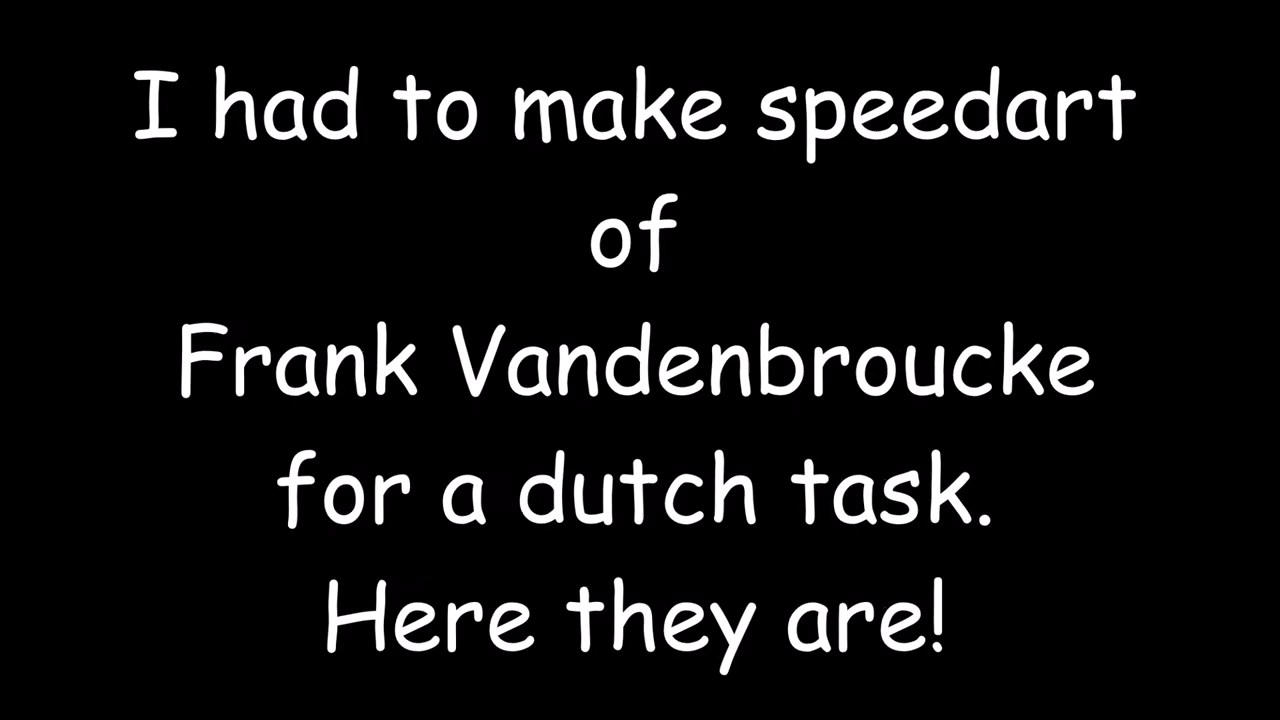 I had to make speedart
of
Frank Vandenbroucke
for a dutch task.
Here they are!